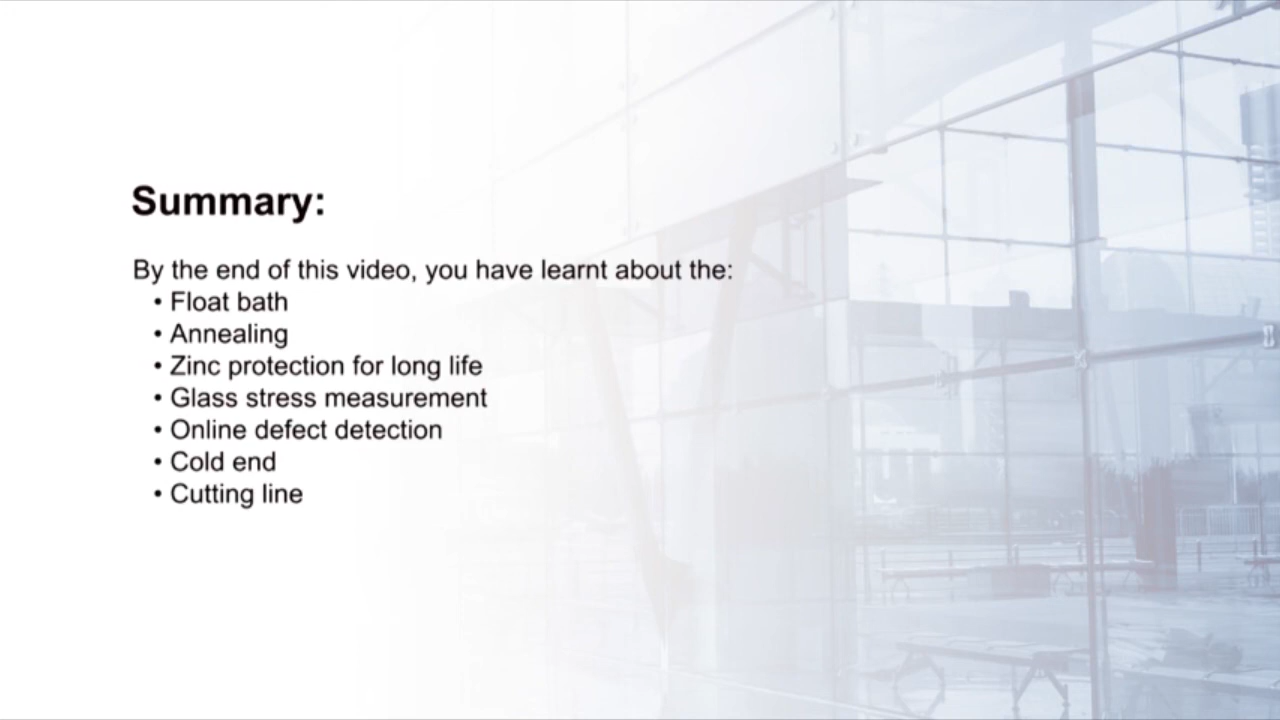 Summary:
By the end of this video, you have learnt about the:
• Float bath
• Annealing
• Zinc protection for long life
• Glass stress measurement
• Online defect detection
• Cold end
• Cutting line